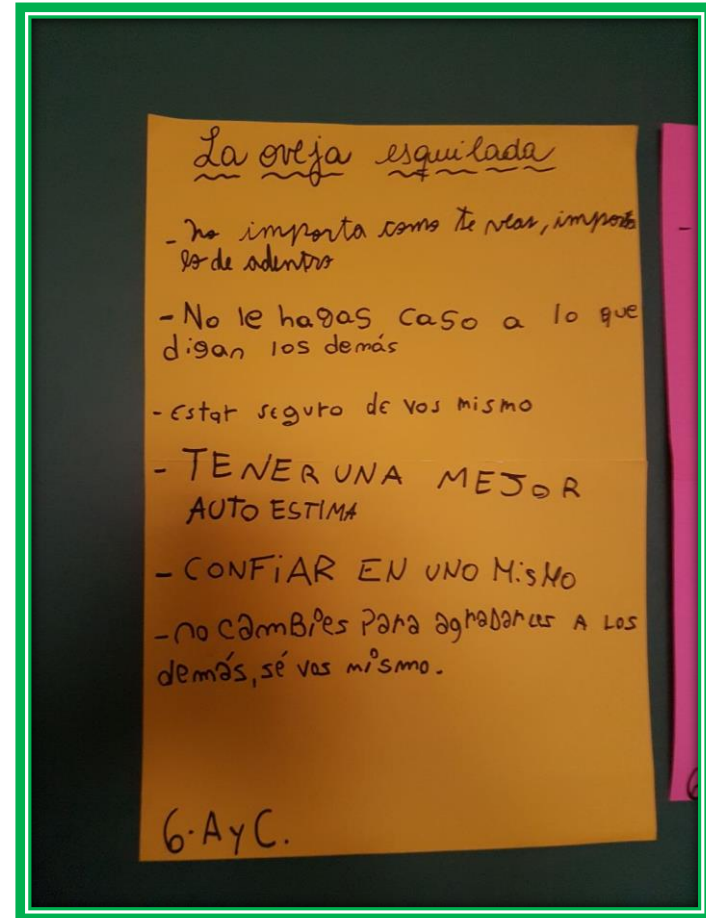 La oveja esquilada
- no importa como te veas, importa
lo de adentro
- No le hagas caso a lo que
digan los demás
- Estar seguro de vos mismo
- TENER UNA MEJOR
AUTO ESTIMA
- CONFiAR EN UNO MisMO
- no camBies para agradarles A LOS
demás, sé vos mismo.
6. A y C.